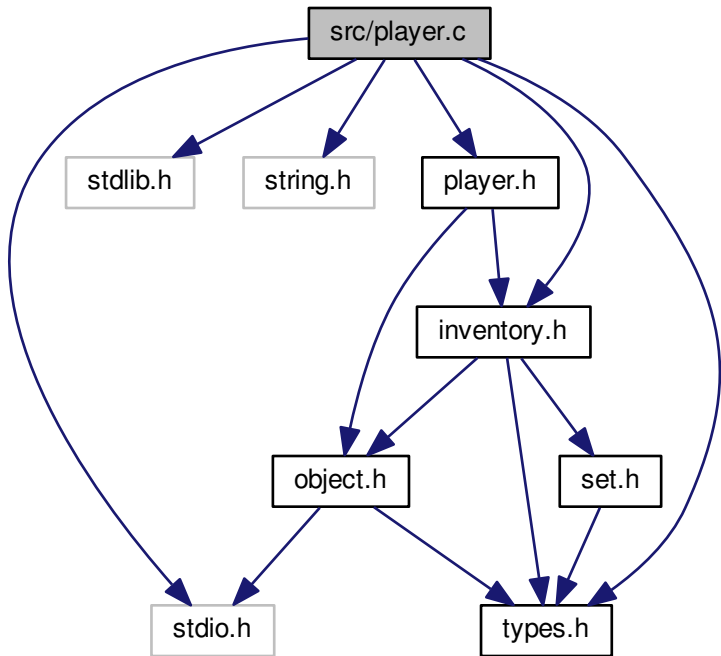 src/player.c
stdlib.h
string.h
player.h
inventory.h
object.h
set.h
stdio.h
types.h